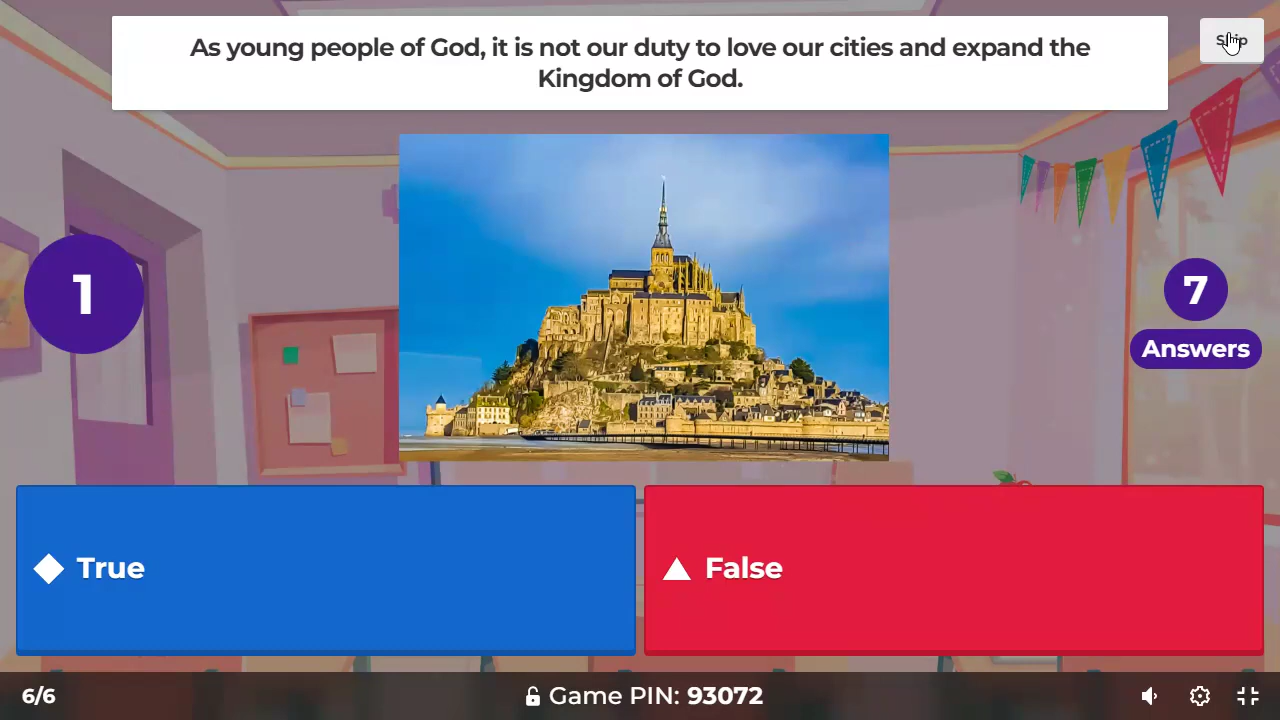 As young people of God, it is not our duty to love our cities and expand the
Kingdom of God.
Skip
1
7
Answers
True
False
6/6
Game PIN: 93072